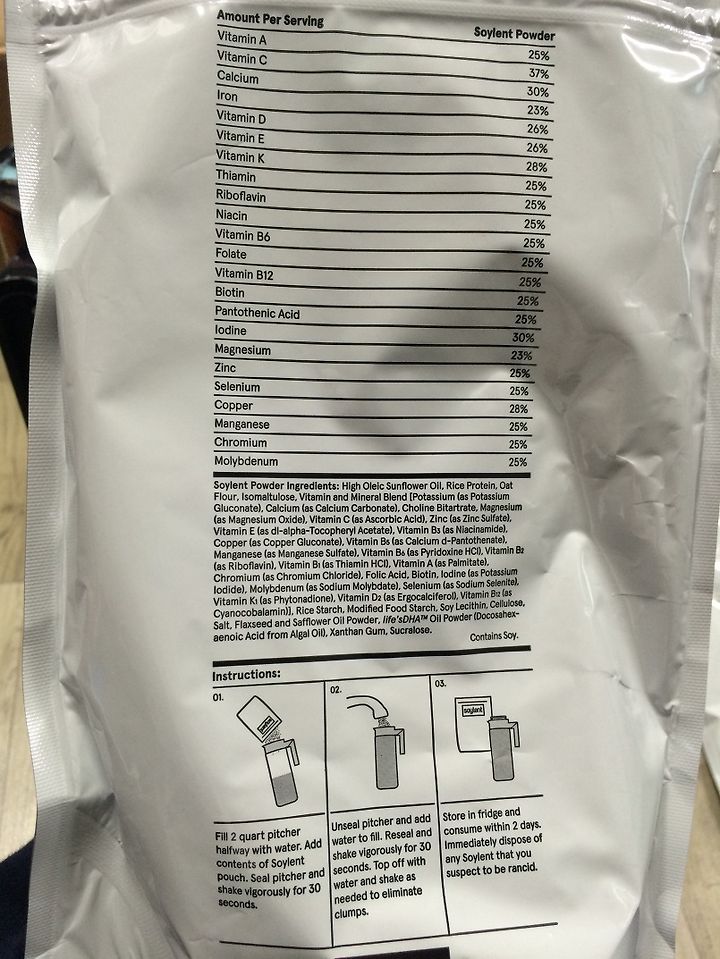 Amount Per Serving Soylent Powder
Vitamin A 25%
Vitamin C 37%
Calcium 30%
Iron 23%
Vitamin D 26%
Vitamin E 26%
Vitamin K 28%
Thiamin 25%
Riboflavin 25%
Niacin 25%
Vitamin B6 25%
Folate 25%
Vitamin B12 25%
Biotin 25%
Pantothenic Acid 25%
Iodine 30%
Magnesium 23%
Zinc 25%
Selenium 25%
Copper 28%
Manganese 25%
Chromium 25%
Molybdenum 25%
Soylent Powder Ingredients: High Oleic Sunflower Oil, Rice Protein, Oat
Flour, Isomaltulose, Vitamin and Mineral Blend [Potassium (as Potassium
Gluconate), Calcium (as Calcium Carbonate), Choline Bitartrate, Magnesium
(as Magnesium Oxide), Vitamin C (as Ascorbic Acid), Zinc (as Zinc Sulfate),
Vitamin E (as dl-alpha-Tocopheryl Acetate), Vitamin B3 (as Niacinamide),
Copper (as Copper Gluconate), Vitamin B5 (as Calcium d-Pantothenate),
Manganese (as Manganese Sulfate), Vitamin B6 (as Pyridoxine HCl), Vitamin B2
(as Riboflavin), Vitamin B1 (as Thiamin HCl), Vitamin A (as Palmitate),
Chromium (as Chromium Chloride), Folic Acid, Biotin, Iodine (as Potassium
Iodide), Molybdenum (as Sodium Molybdate), Selenium (as Sodium Selenite),
Vitamin K1 (as Phytonadione), Vitamin D2 (as Ergocalciferol), Vitamin B12 (as
Cyanocobalamin)], Rice Starch, Modified Food Starch, Soy Lecithin, Cellulose,
Salt, Flaxseed and Safflower Oil Powder, life'sDHA™ Oil Powder (Docosahex-
aenoic Acid from Algal Oil), Xanthan Gum, Sucralose. Contains Soy.
Instructions:
01.
soylent
Fill 2 quart pitcher
halfway with water. Add
contents of Soylent
pouch. Seal pitcher and
shake vigorously for 30
seconds.
02.
Unseal pitcher and add
water to fill. Reseal and
shake vigorously for 30
seconds. Top off with
water and shake as
needed to eliminate
clumps.
03.
soylent
Store in fridge and
consume within 2 days.
Immediately dispose of
any Soylent that you
suspect to be rancid.